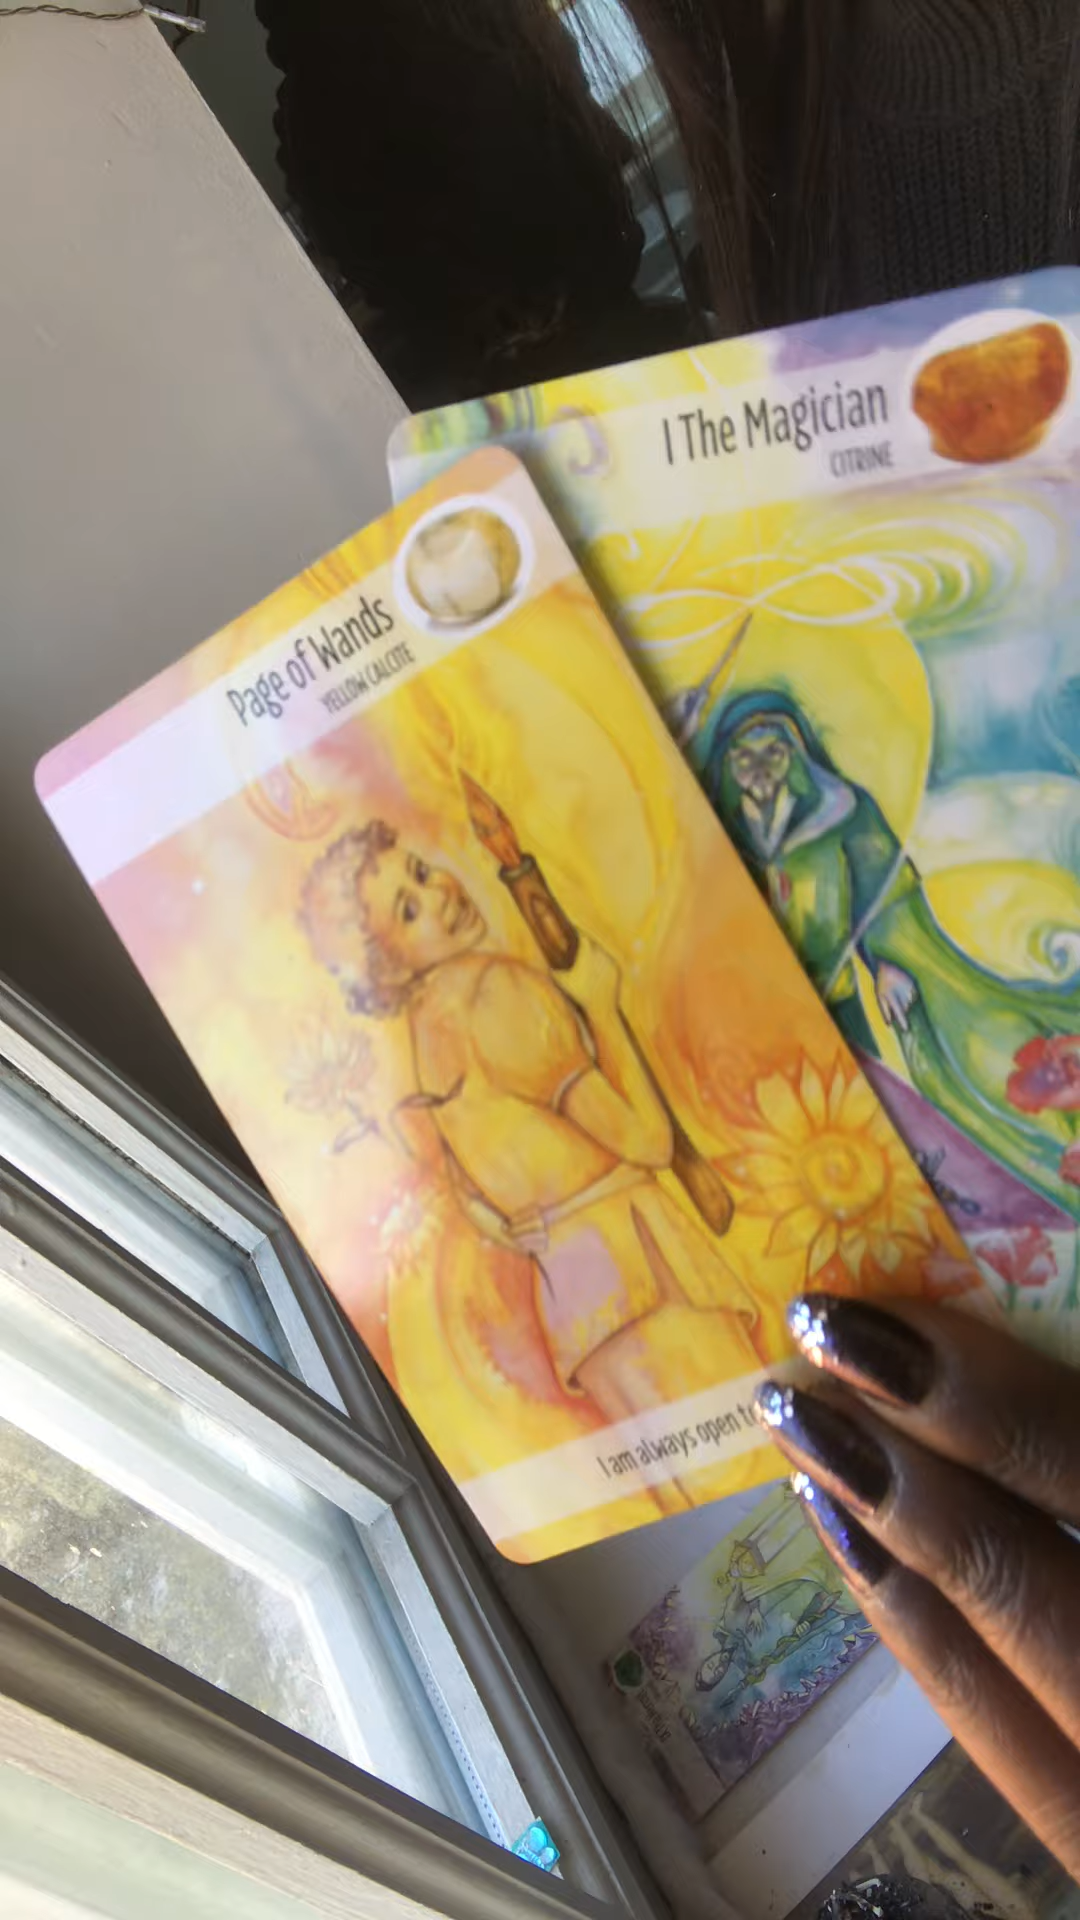 I The Magician
CITRINE
Page of Wands
YELLOW CALCITE
I am always open to